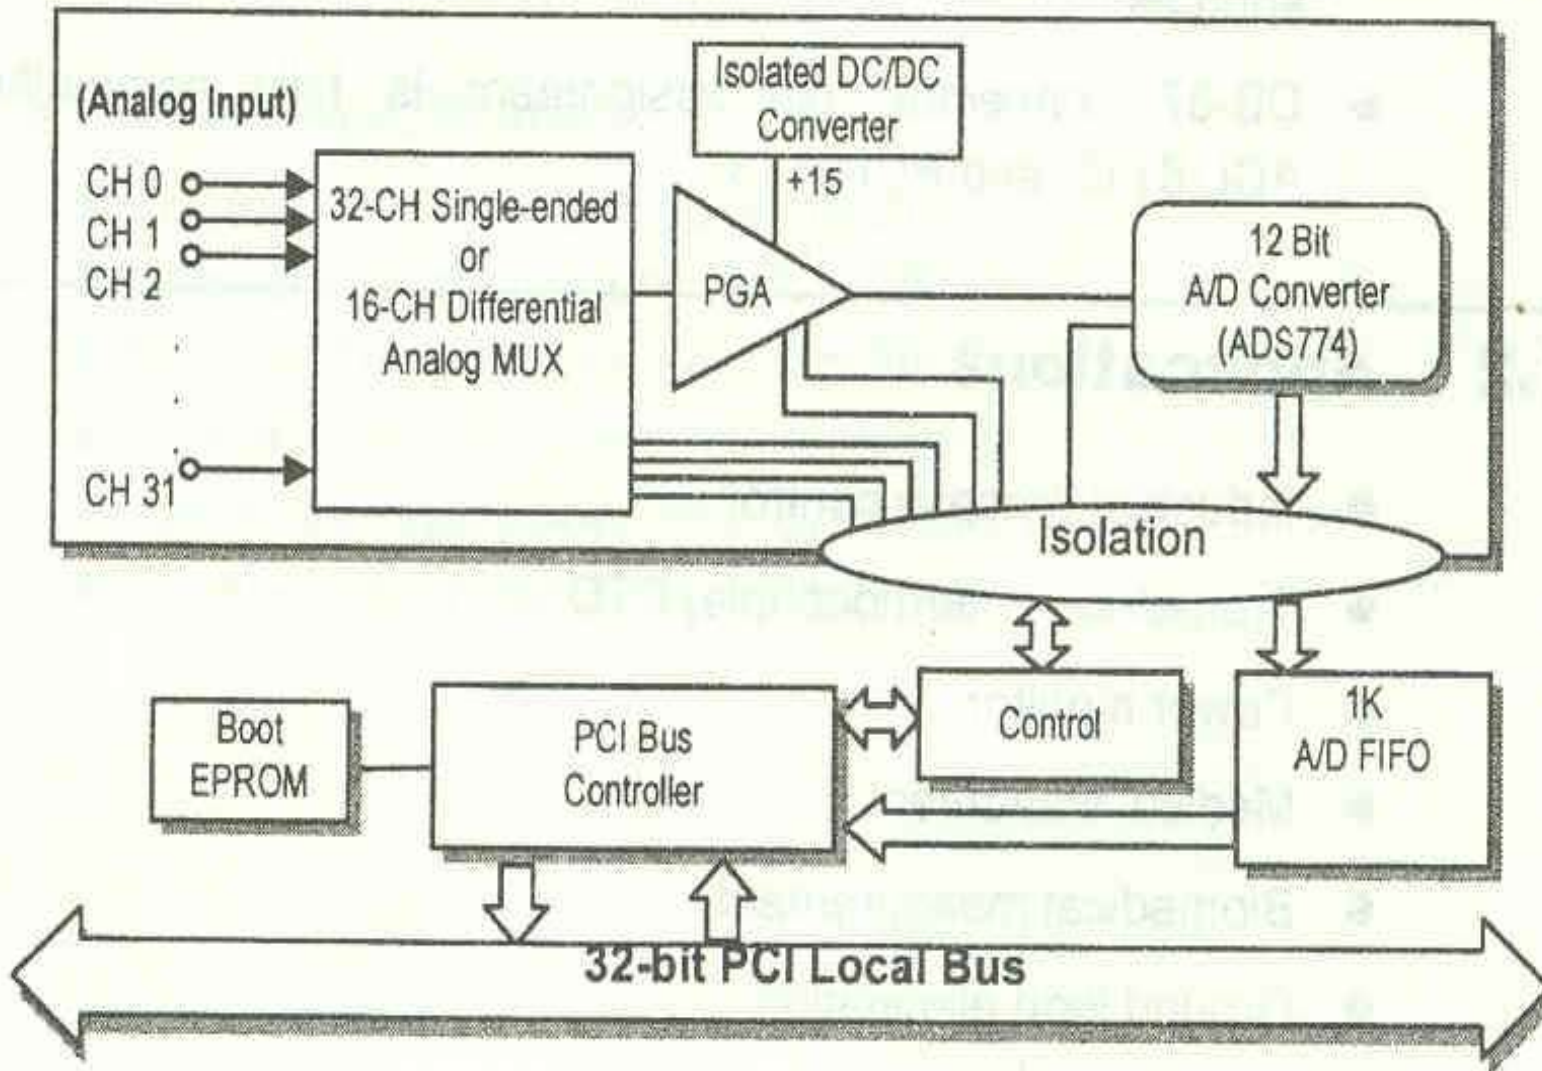 Isolated DC/DC
Converter
+15
(Analog Input)
CH 0
CH 1
CH 2
CH 31
32-CH Single-ended
or
16-CH Differential
Analog MUX
PGA
12 Bit
A/D Converter
(ADS774)
Isolation
Boot
EPROM
PCI Bus
Controller
Control
1K
A/D FIFO
32-bit PCI Local Bus